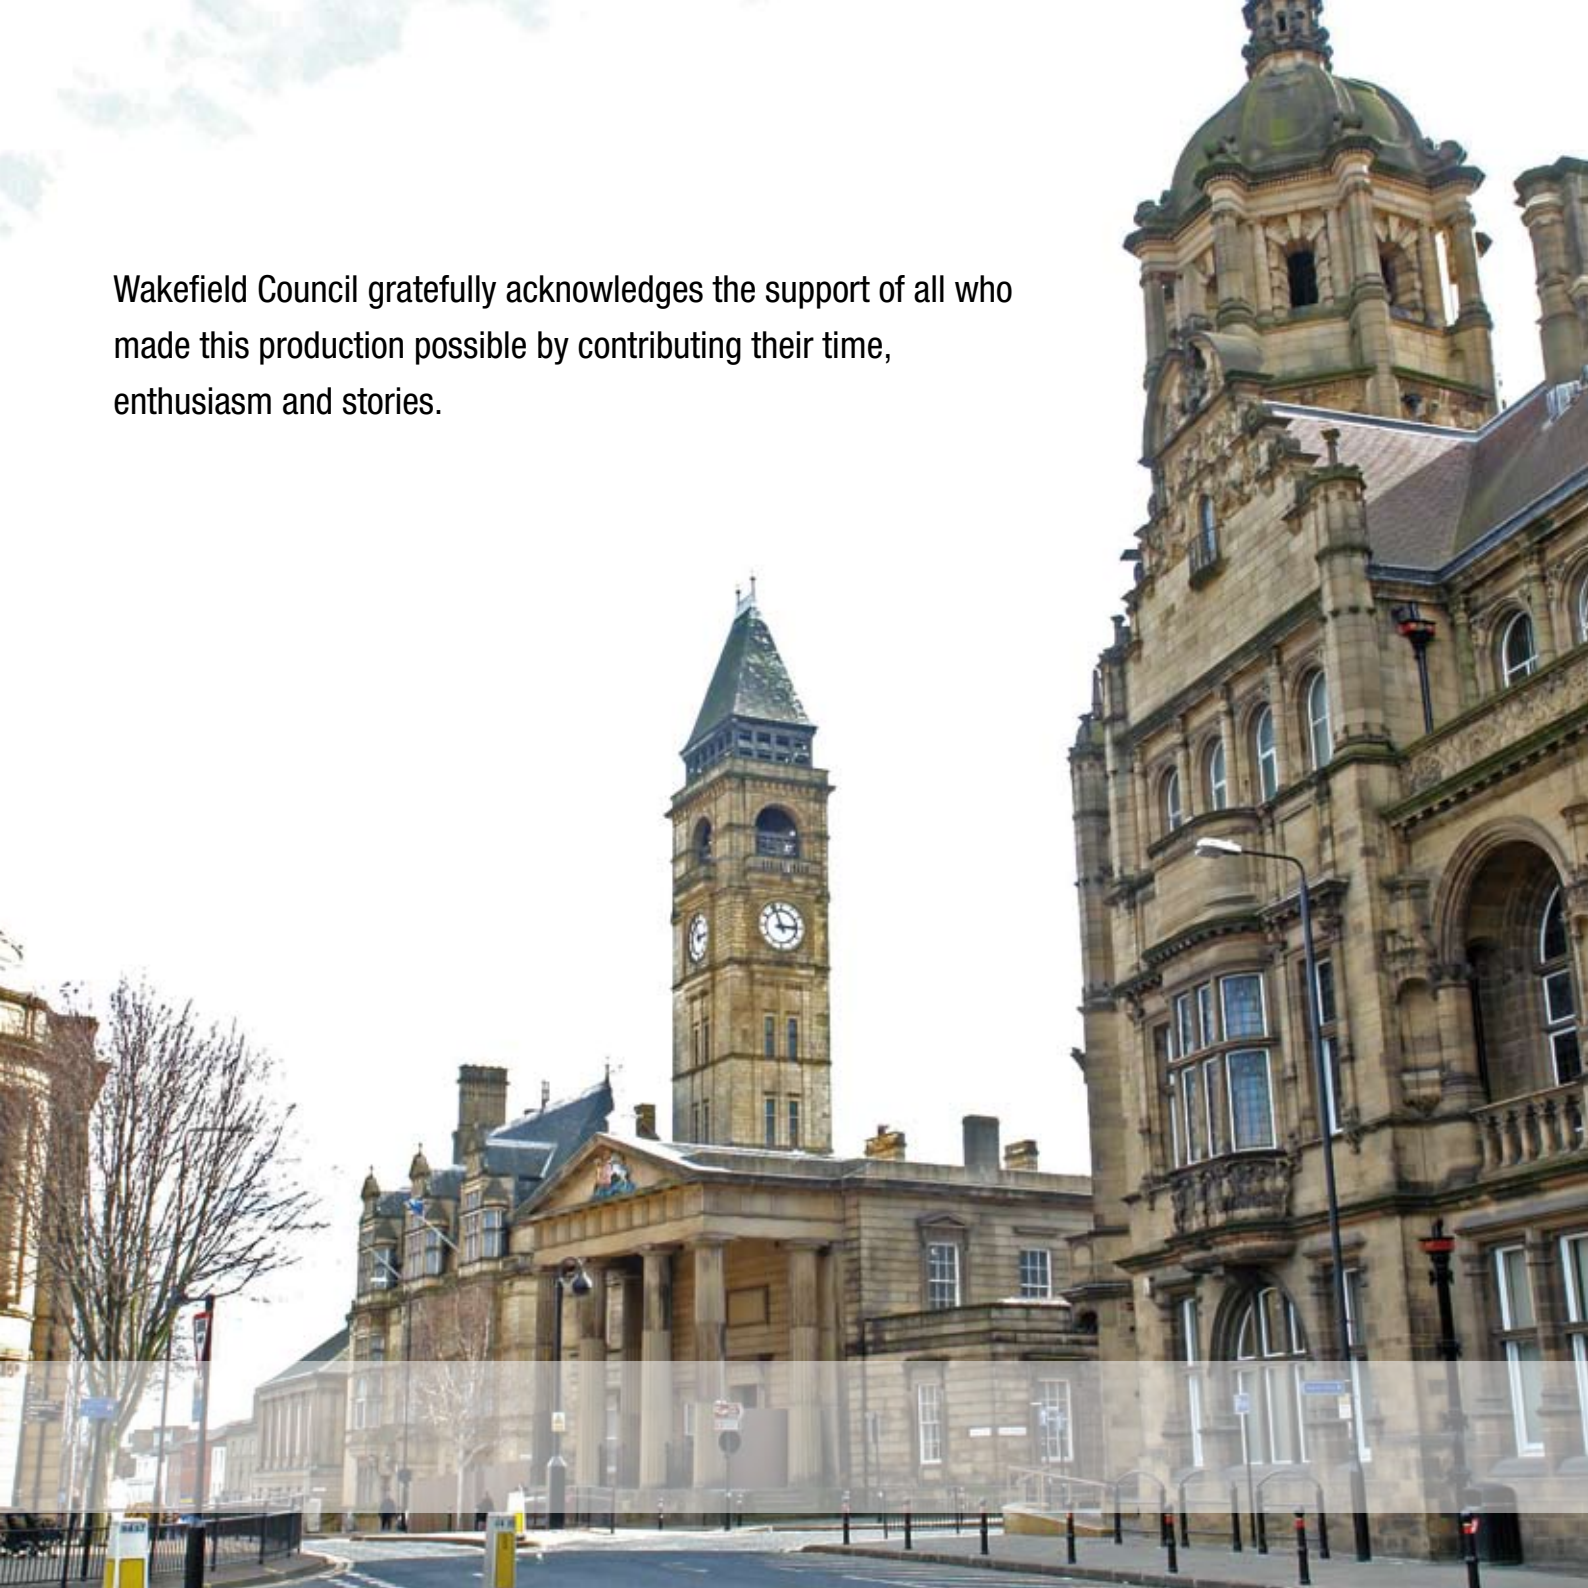 Wakefield Council gratefully acknowledges the support of all who
made this production possible by contributing their time,
enthusiasm and stories.